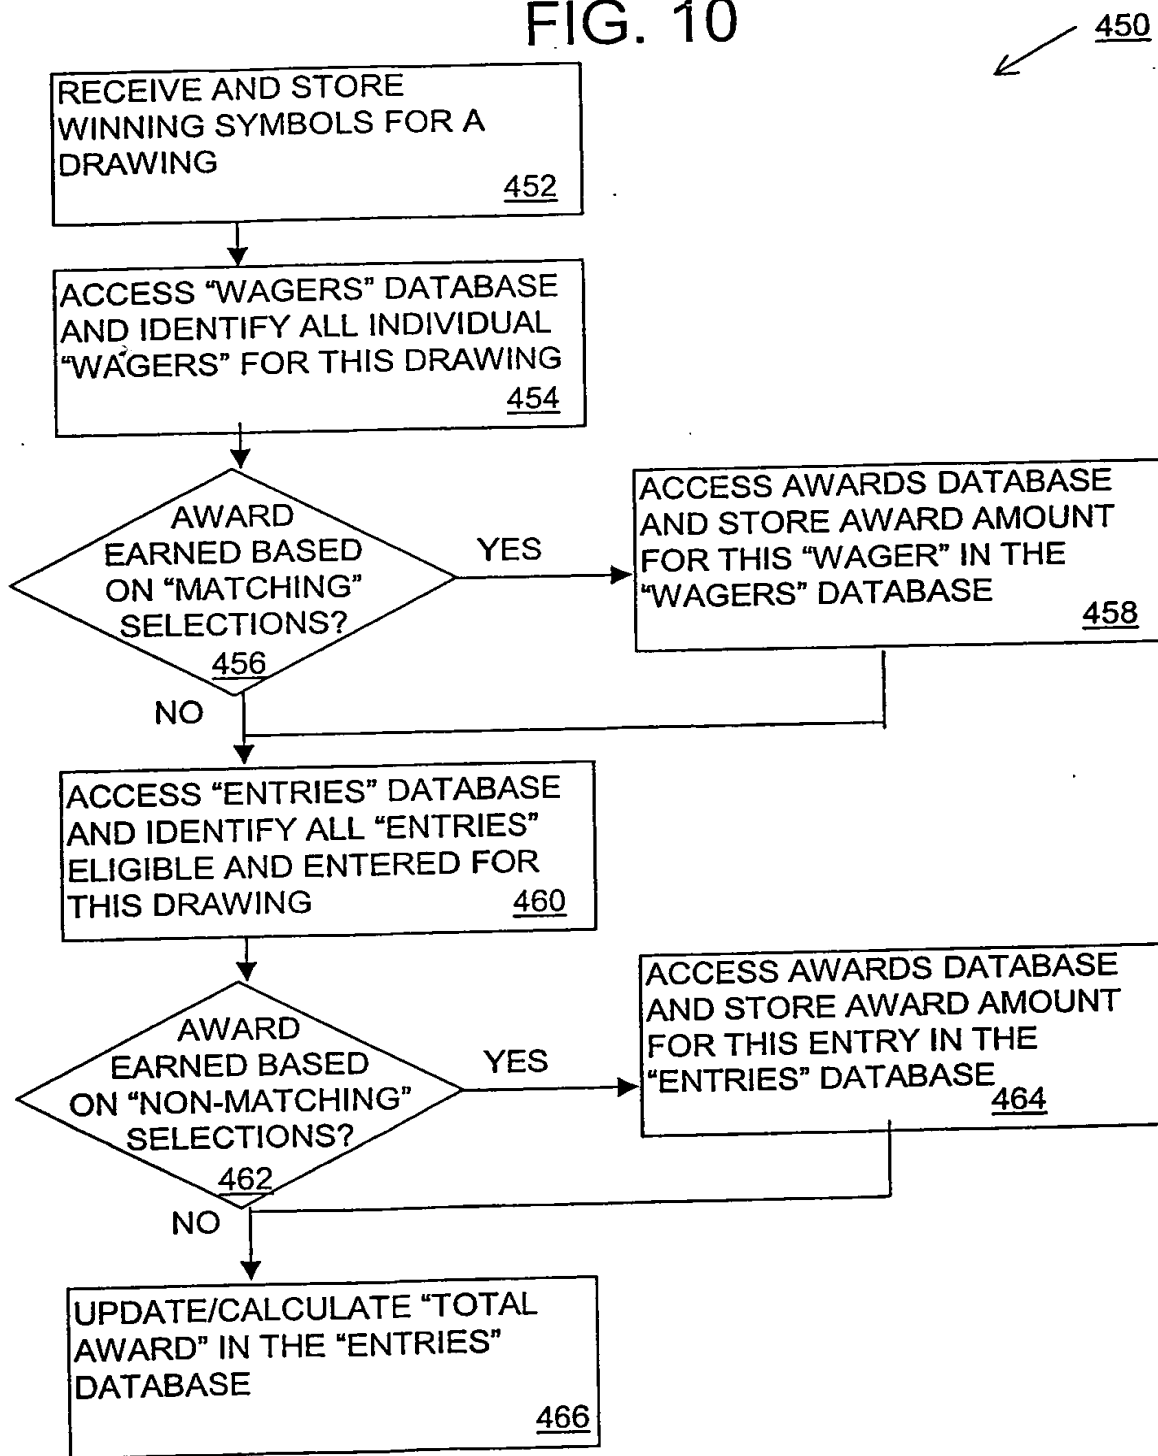 FIG. 10
450
RECEIVE AND STORE
WINNING SYMBOLS FOR A
DRAWING
452
ACCESS “WAGERS” DATABASE
AND IDENTIFY ALL INDIVIDUAL
“WAGERS” FOR THIS DRAWING
454
AWARD
EARNED BASED
ON “MATCHING”
SELECTIONS?
456
YES
NO
ACCESS AWARDS DATABASE
AND STORE AWARD AMOUNT
FOR THIS “WAGER” IN THE
“WAGERS” DATABASE
458
ACCESS “ENTRIES” DATABASE
AND IDENTIFY ALL “ENTRIES”
ELIGIBLE AND ENTERED FOR
THIS DRAWING
460
AWARD
EARNED BASED
ON “NON-MATCHING”
SELECTIONS?
462
YES
NO
ACCESS AWARDS DATABASE
AND STORE AWARD AMOUNT
FOR THIS ENTRY IN THE
“ENTRIES” DATABASE
464
UPDATE/CALCULATE “TOTAL
AWARD” IN THE “ENTRIES”
DATABASE
466